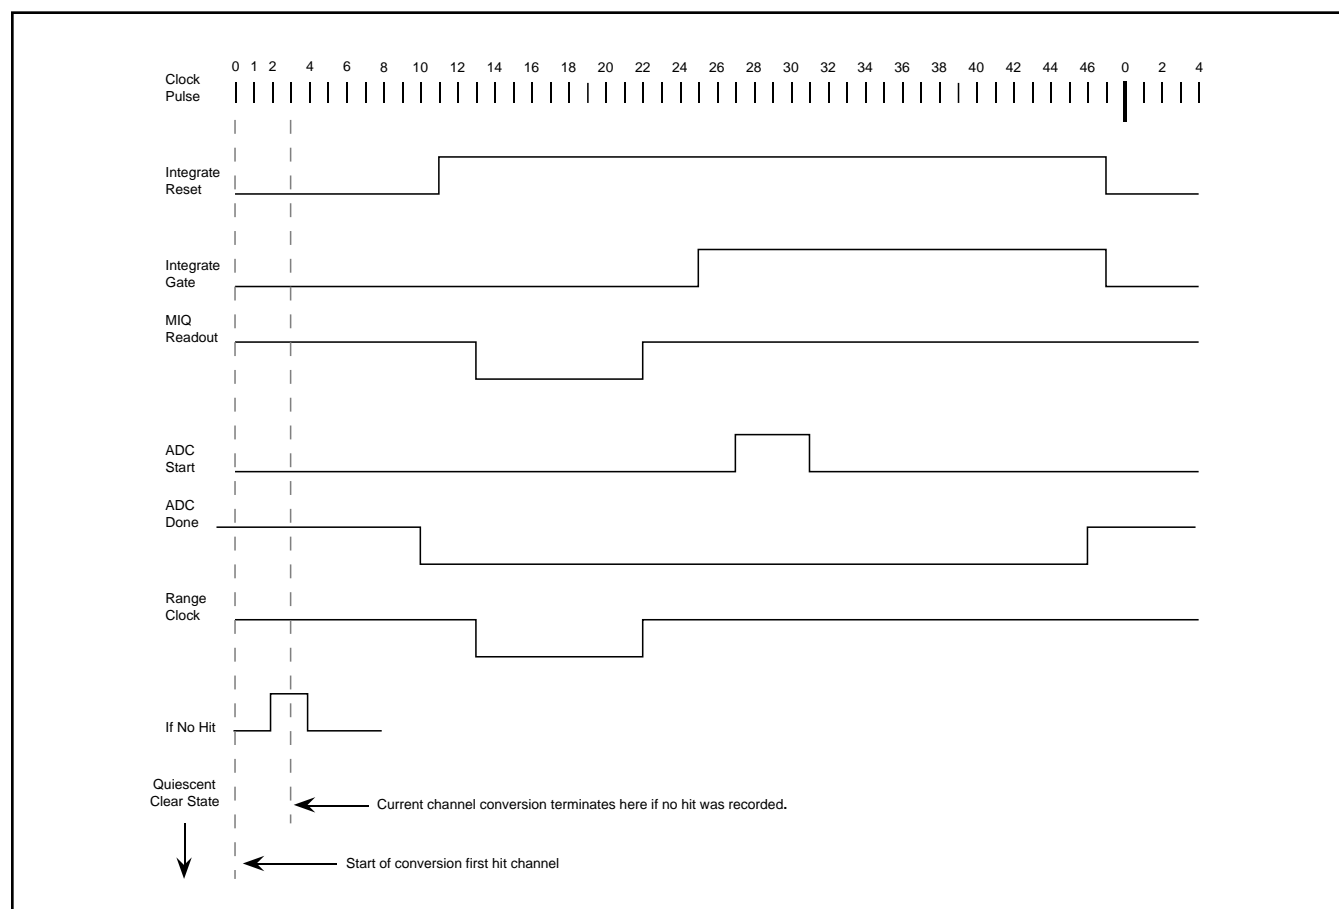 0 1 2 4 6 8 10 12 14 16 18 20 22 24 26 28 30 32 34 36 38 40 42 44 46 0 2 4
Clock
Pulse
Integrate
Reset
Integrate
Gate
MIQ
Readout
ADC
Start
ADC
Done
Range
Clock
If No Hit
Quiescent
Clear State
Current channel conversion terminates here if no hit was recorded.
Start of conversion first hit channel